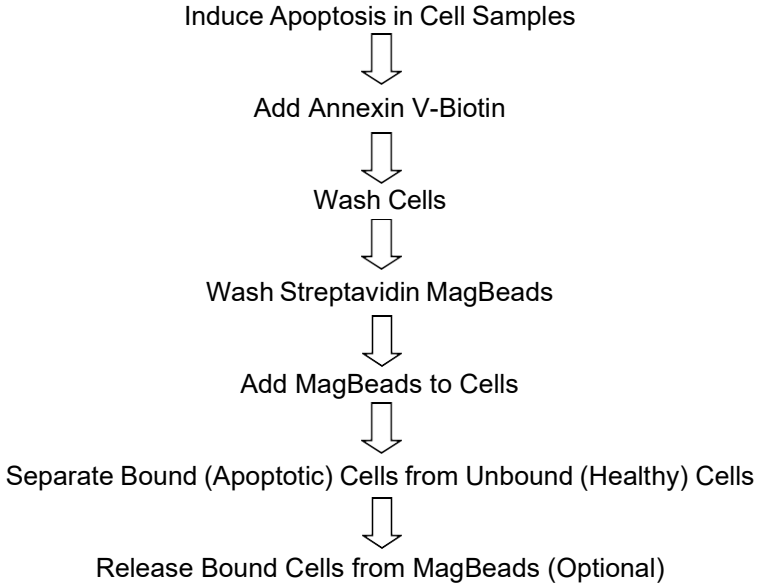 Induce Apoptosis in Cell Samples
Add Annexin V-Biotin
Wash Cells
Wash Streptavidin MagBeads
Add MagBeads to Cells
Separate Bound (Apoptotic) Cells from Unbound (Healthy) Cells
Release Bound Cells from MagBeads (Optional)